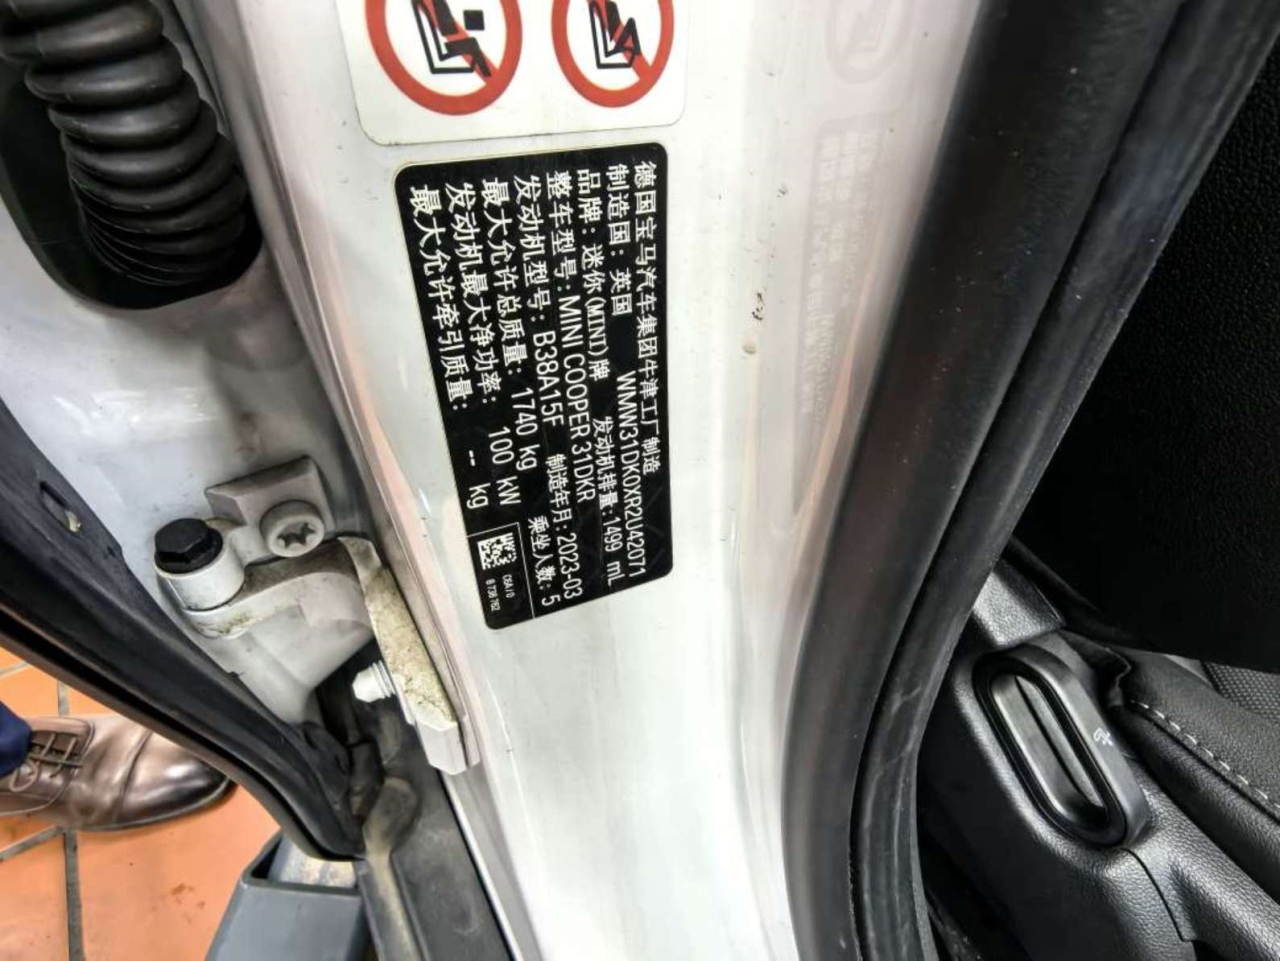 德国宝马汽车集团牛津工厂制造
制造国：英国 WMW31DK0XR2U42071
品牌：迷你(MINI)牌 发动机排量:1499 mL
整车型号:MINI COOPER 31DKR 制造年月:2023-03
发动机型号: B38A15F 乘坐人数: 5
最大允许总质量: 1740 kg
发动机最大净功率: 100 kW
最大允许牵引质量: -- kg